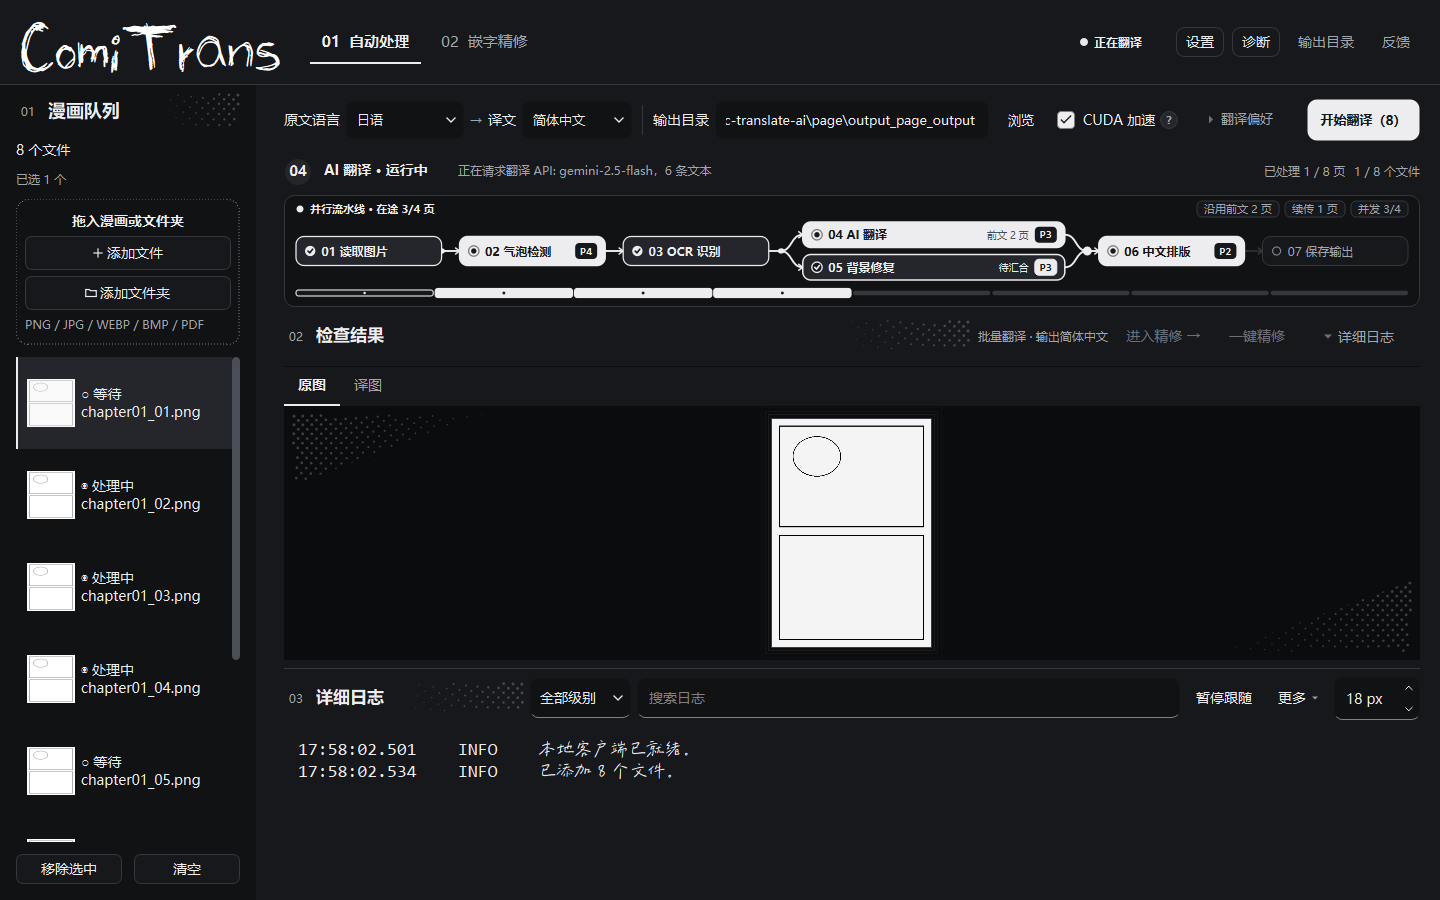 ComiTrans
01 自动处理
02 嵌字精修
正在翻译
设置
诊断
输出目录
反馈
01 漫画队列
8 个文件
已选 1 个
拖入漫画或文件夹
添加文件
添加文件夹
PNG / JPG / WEBP / BMP / PDF
等待
chapter01_01.png
处理中
chapter01_02.png
处理中
chapter01_03.png
处理中
chapter01_04.png
等待
chapter01_05.png
移除选中
清空
原文语言 日语 → 译文 简体中文 输出目录 c-translate-ai\page\output_page_output 浏览 CUDA 加速 ? 翻译偏好 开始翻译（8）
04 AI 翻译 • 运行中 正在请求翻译 API: gemini-2.5-flash，6 条文本 已处理 1 / 8 页 1 / 8 个文件
并行流水线 • 在途 3/4 页 沿用前文 2 页 续传 1 页 并发 3/4
01 读取图片
02 气泡检测 P4
03 OCR 识别
04 AI 翻译 前文 2 页 P3
05 背景修复 待汇合 P3
06 中文排版 P2
07 保存输出
02 检查结果 批量翻译 · 输出简体中文 进入精修 → 一键精修 详细日志
原图 译图
03 详细日志 全部级别 搜索日志 暂停跟随 更多 18 px
17:58:02.501 INFO 本地客户端已就绪.
17:58:02.534 INFO 已添加 8 个文件.